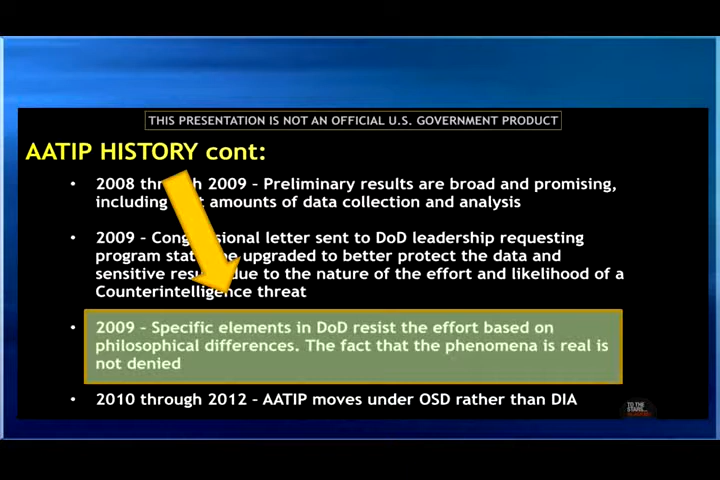 THIS PRESENTATION IS NOT AN OFFICIAL U.S. GOVERNMENT PRODUCT
AATIP HISTORY cont:
• 2008 2009 – Preliminary results are broad and promising,
including amounts of data collection and analysis
• 2009 – Congressional letter sent to DoD leadership requesting
program be upgraded to better protect the data and
sensitive due to the nature of the effort and likelihood of a
Counterintelligence threat
• 2009 – Specific elements in DoD resist the effort based on
philosophical differences. The fact that the phenomena is real is
not denied
• 2010 through 2012 – AATIP moves under OSD rather than DIA
TO THE
STARS...
ACADEMY